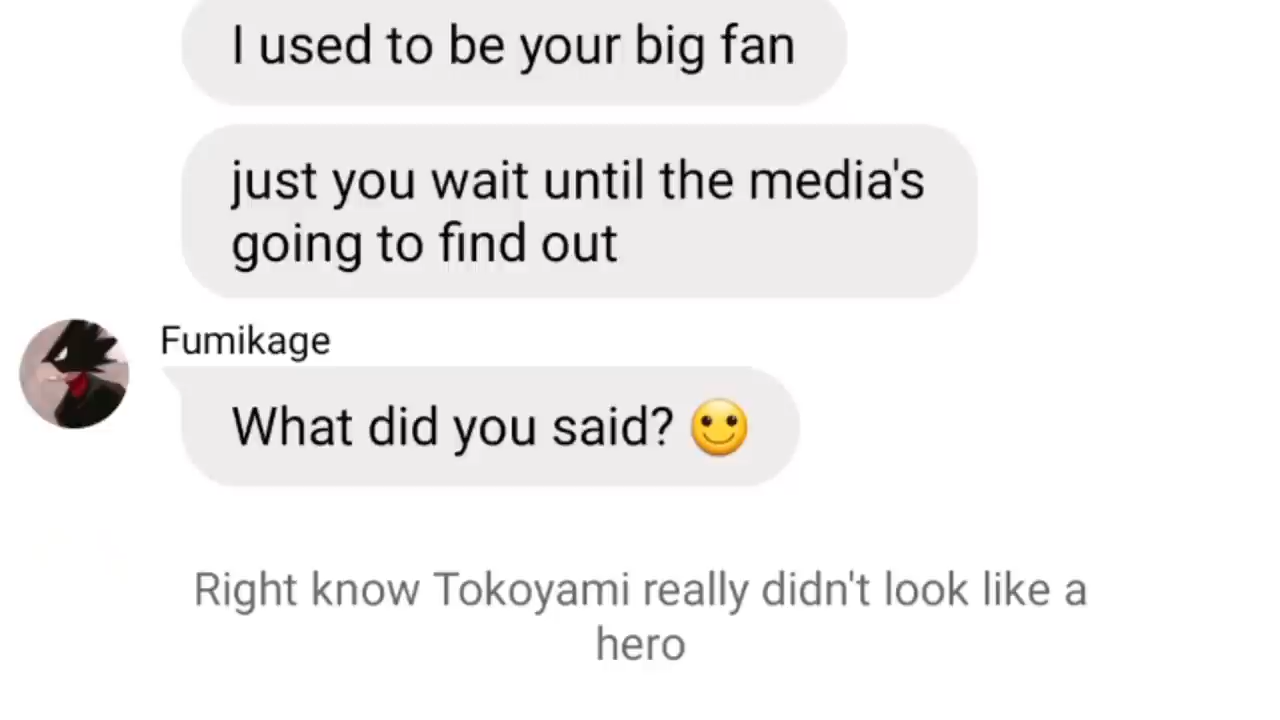 I used to be your big fan
just you wait until the media's
going to find out
Fumikage
What did you said? 🙂
Right know Tokoyami really didn't look like a
hero